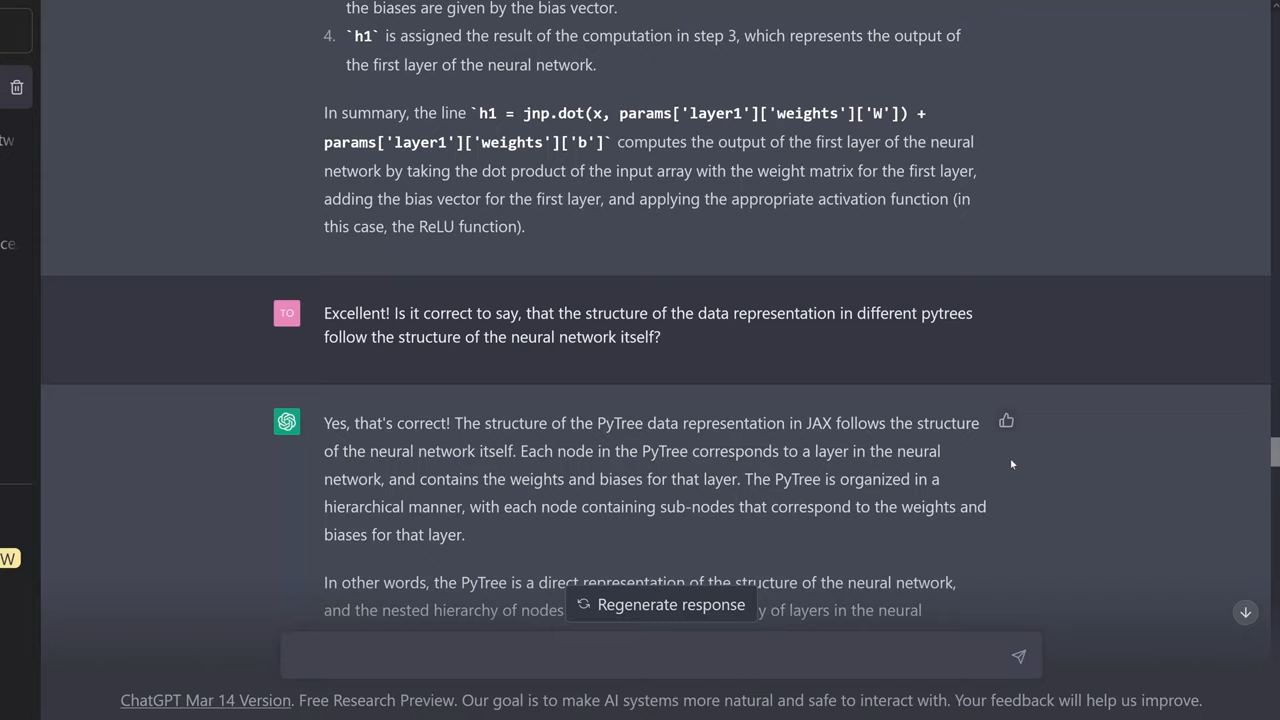 the biases are given by the bias vector.
4. `h1` is assigned the result of the computation in step 3, which represents the output of
the first layer of the neural network.
In summary, the line `h1 = jnp.dot(x, params['layer1']['weights']['W']) +
params['layer1']['weights']['b']` computes the output of the first layer of the neural
network by taking the dot product of the input array with the weight matrix for the first layer,
adding the bias vector for the first layer, and applying the appropriate activation function (in
this case, the ReLU function).
tw
ce.
TO
Excellent! Is it correct to say, that the structure of the data representation in different pytrees
follow the structure of the neural network itself?
Yes, that's correct! The structure of the PyTree data representation in JAX follows the structure
of the neural network itself. Each node in the PyTree corresponds to a layer in the neural
network, and contains the weights and biases for that layer. The PyTree is organized in a
hierarchical manner, with each node containing sub-nodes that correspond to the weights and
biases for that layer.
W
In other words, the PyTree is a direct representation of the structure of the neural network,
and the nested hierarchy of nodes y of layers in the neural
Regenerate response
ChatGPT Mar 14 Version. Free Research Preview. Our goal is to make AI systems more natural and safe to interact with. Your feedback will help us improve.